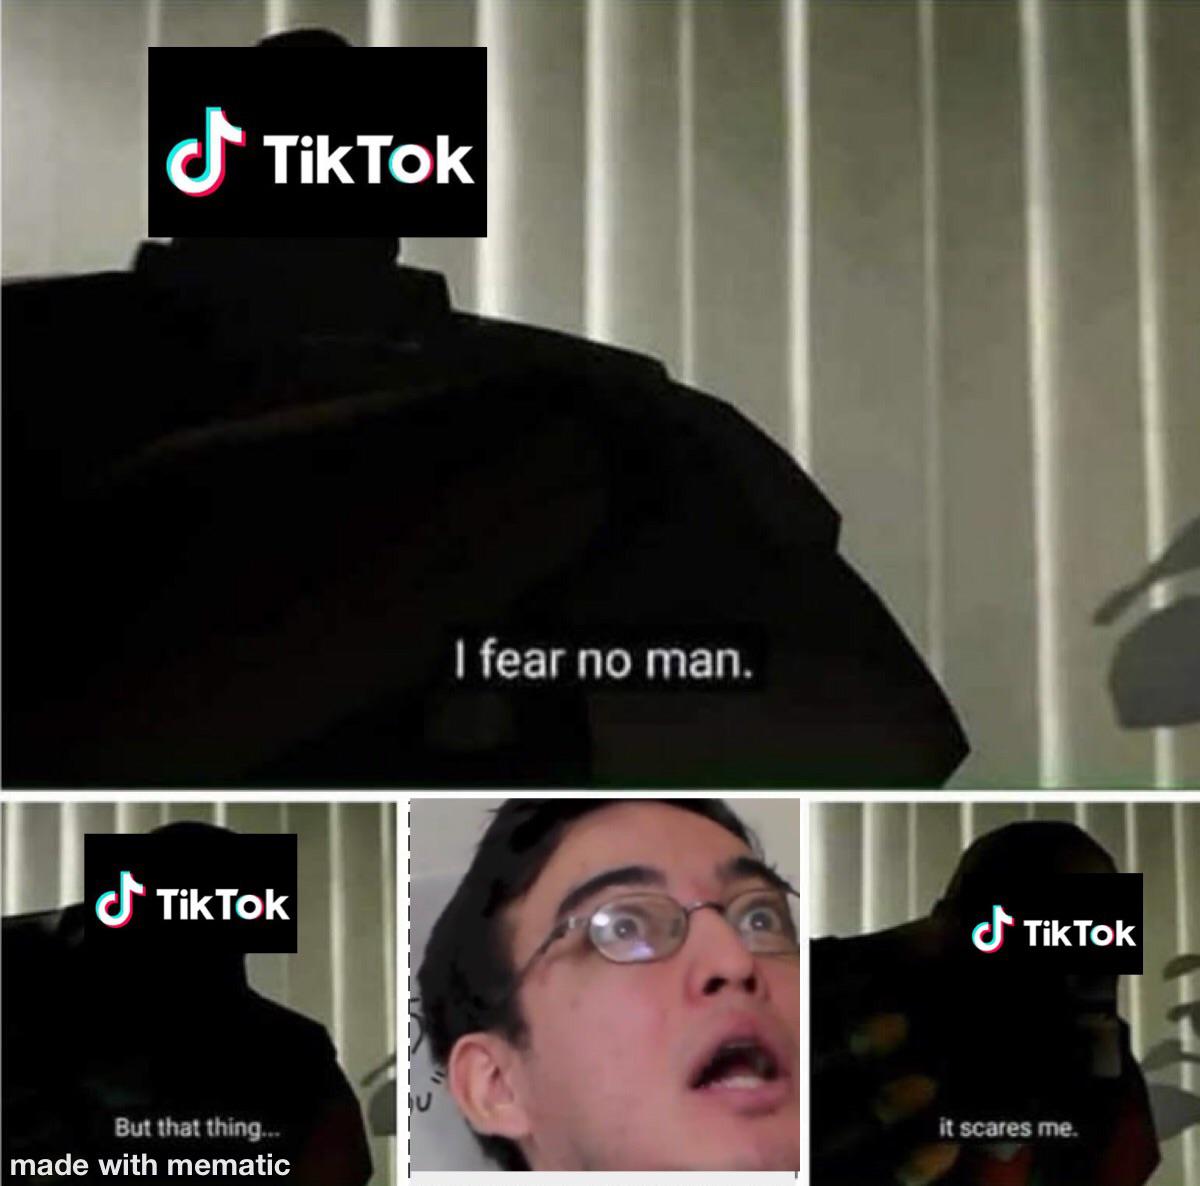 TikTok
I fear no man.
TikTok
TikTok
But that thing...
it scares me.
made with mematic